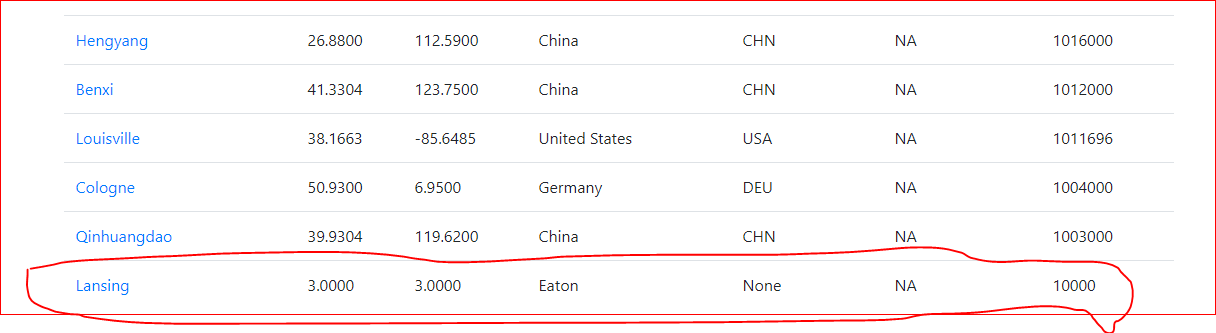 Hengyang 26.8800 112.5900 China CHN NA 1016000
Benxi 41.3304 123.7500 China CHN NA 1012000
Louisville 38.1663 -85.6485 United States USA NA 1011696
Cologne 50.9300 6.9500 Germany DEU NA 1004000
Qinhuangdao 39.9304 119.6200 China CHN NA 1003000
Lansing 3.0000 3.0000 Eaton None NA 10000